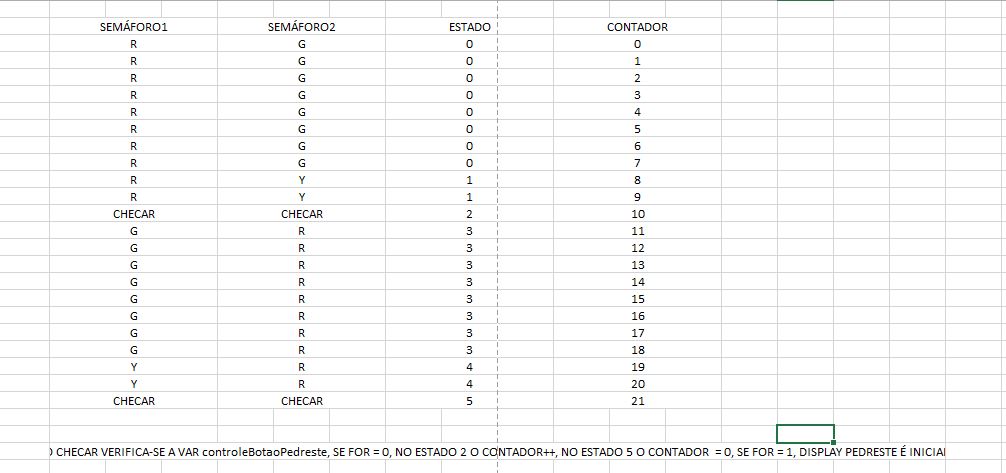 SEMÁFORO1 SEMÁFORO2 ESTADO CONTADOR
R G 0 0
R G 0 1
R G 0 2
R G 0 3
R G 0 4
R G 0 5
R G 0 6
R G 0 7
R Y 1 8
R Y 1 9
CHECAR CHECAR 2 10
G R 3 11
G R 3 12
G R 3 13
G R 3 14
G R 3 15
G R 3 16
G R 3 17
G R 3 18
Y R 4 19
Y R 4 20
CHECAR CHECAR 5 21
CHECAR VERIFICA-SE A VAR controleBotaoPedreste, SE FOR = 0, NO ESTADO 2 O CONTADOR++, NO ESTADO 5 O CONTADOR = 0, SE FOR = 1, DISPLAY PEDRESTE É